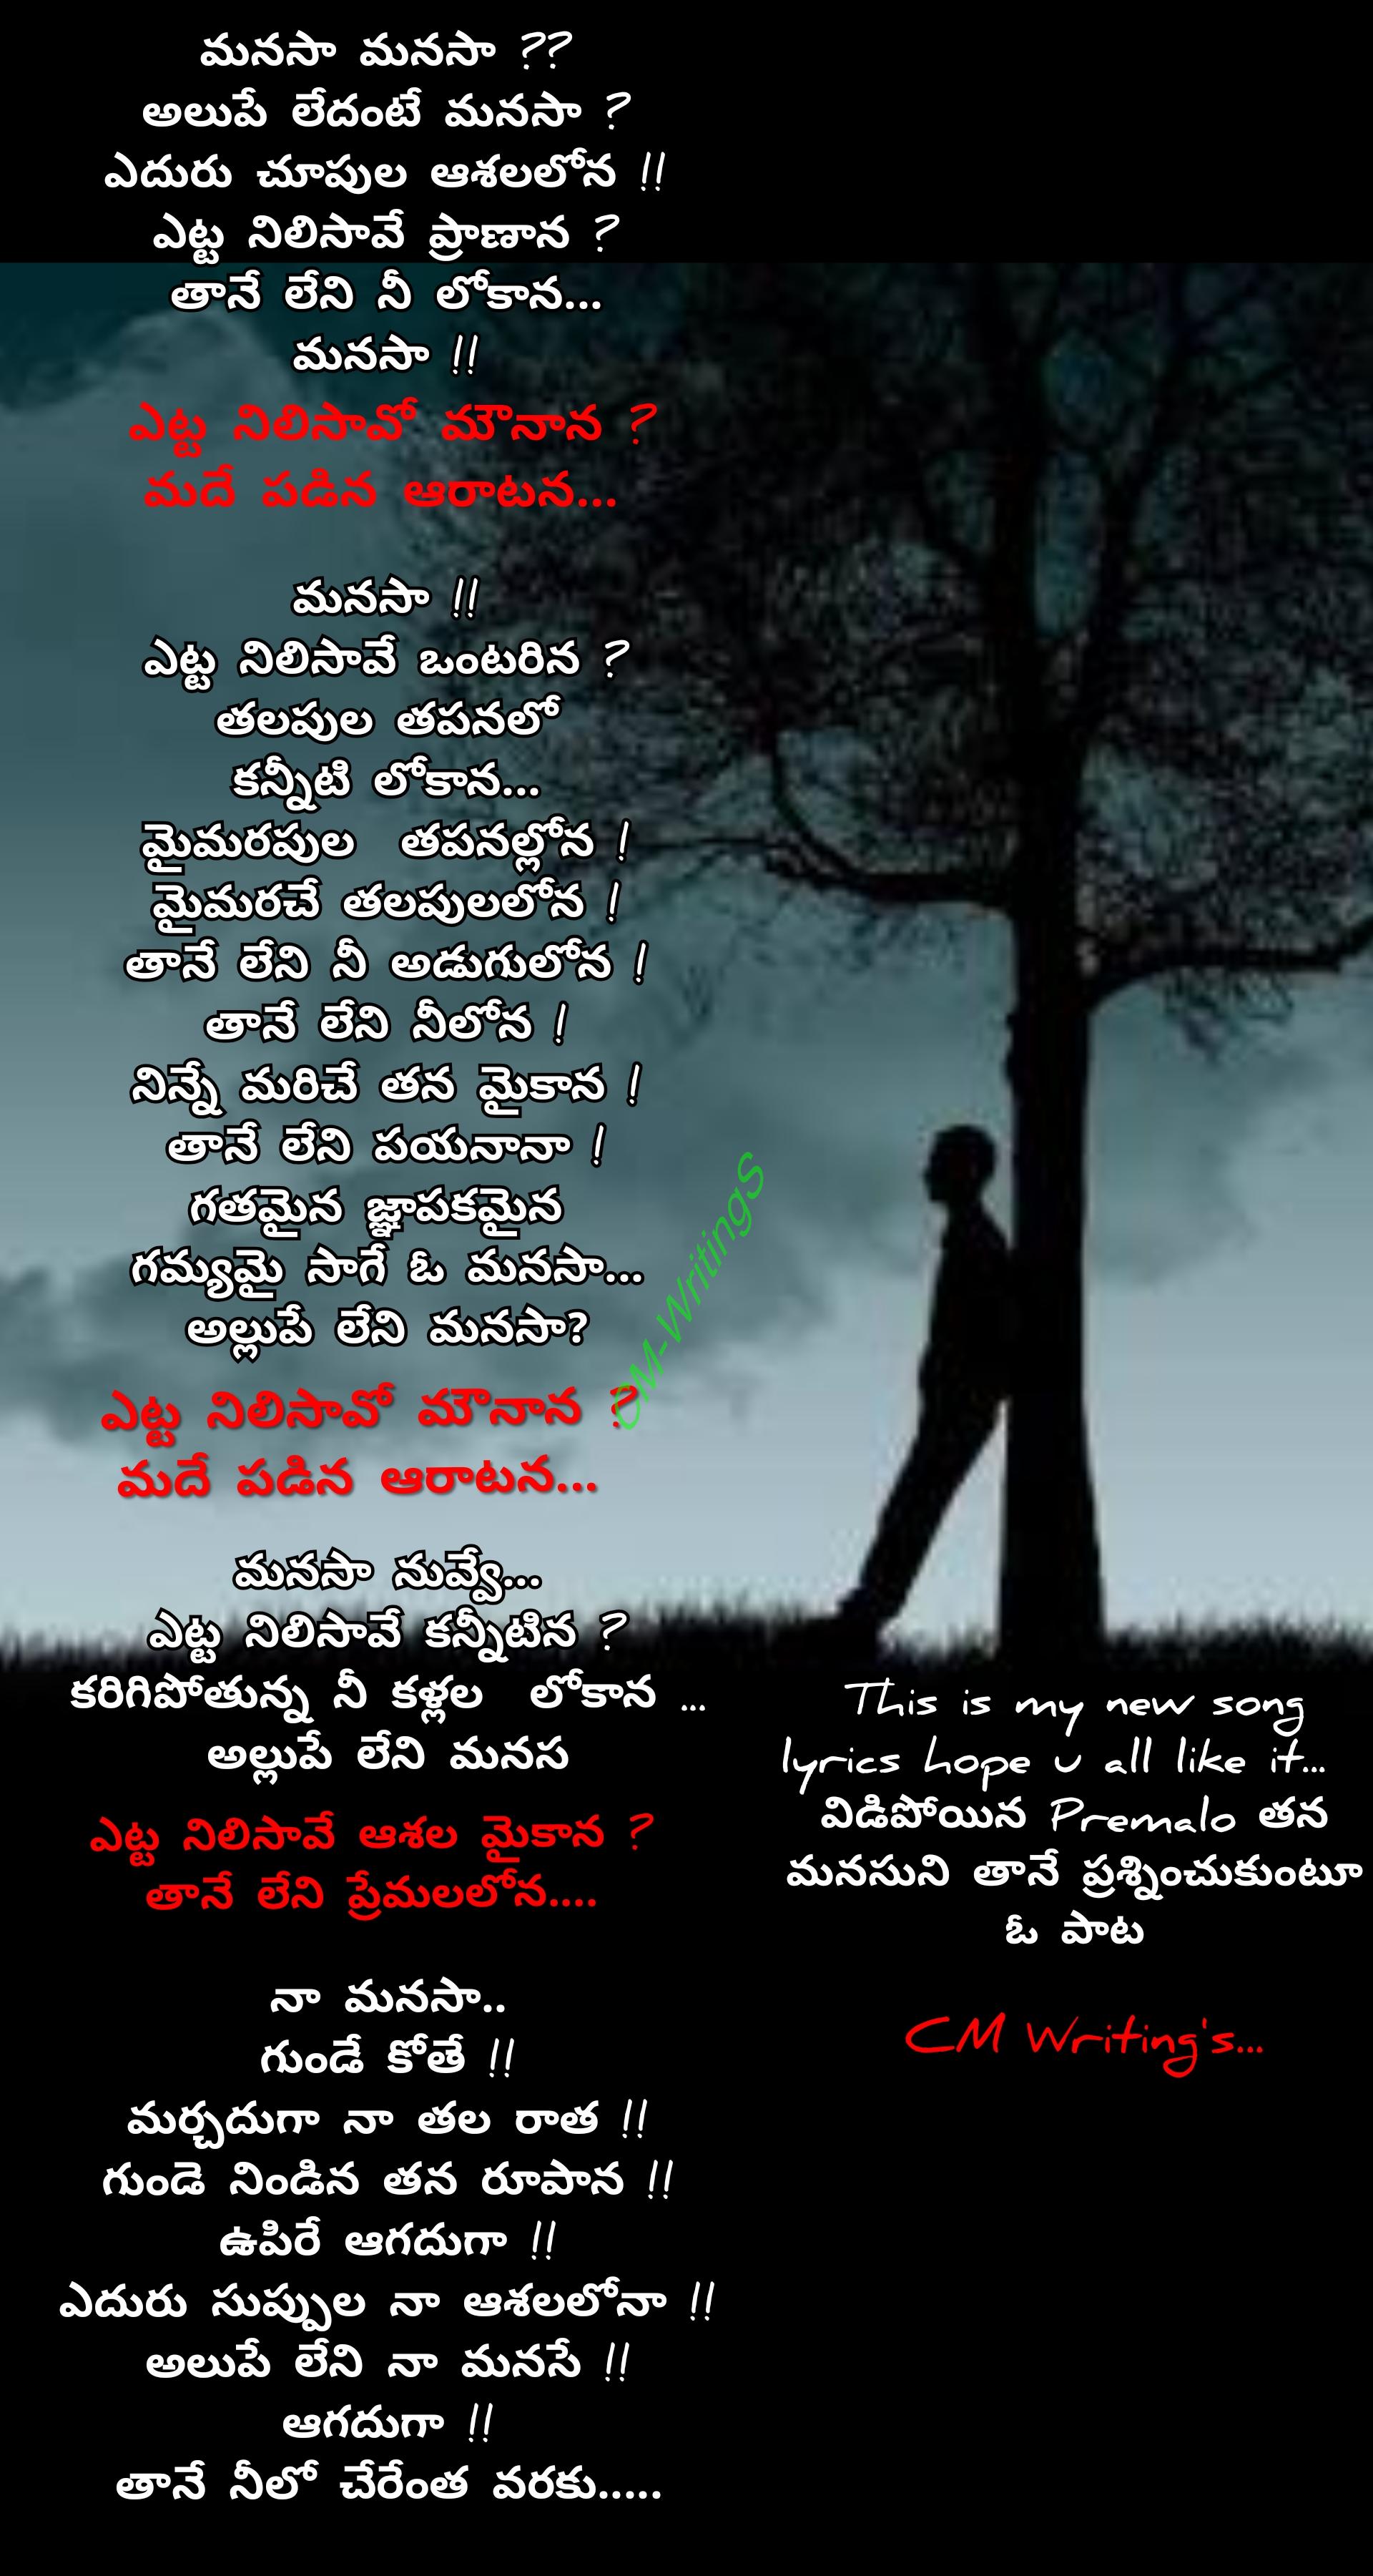 మనసా మనసా ??
అలుపే లేదంటే మనసా ?
ఎదురు చూపుల ఆశలలోన !!
ఎట్ట నిలిసావే ప్రాణాన ?
తానే లేని నీ లోకాన...
మనసా !!
ఎట్ట నిలిసావో మౌనాన ?
మదే పడిన ఆరాటన...
మనసా !!
ఎట్ట నిలిసావే ఒంటరిన ?
తలపుల తపనలో
కన్నీటి లోకాన...
మైమరపుల తపనల్లోన !
మైమరచే తలపులలోన !
తానే లేని నీ అడుగులోన !
తానే లేని నీలోన !
నిన్నే మరిచే తన మైకాన !
తానే లేని పయనానా !
గతమైన జ్ఞాపకమైన
గమ్యమై సాగే ఓ మనసా...
అల్లుపే లేని మనసా?
ఎట్ట నిలిసావో మౌనాన ?
మదే పడిన ఆరాటన...
మనసా నువ్వే...
ఎట్ట నిలిసావే కన్నీటిన ?
కరిగిపోతున్న నీ కళ్లల లోకాన ...
అల్లుపే లేని మనస
ఎట్ట నిలిసావే ఆశల మైకాన ?
తానే లేని ప్రేమలలోన....
నా మనసా..
గుండే కోతే !!
మర్చదుగా నా తల రాత !!
గుండె నిండిన తన రూపాన !!
ఉపిరే ఆగదుగా !!
ఎదురు సుప్పుల నా ఆశలలోనా !!
అలుపే లేని నా మనసే !!
ఆగదుగా !!
తానే నీలో చేరేంత వరకు.....
CM-WritingS
This is my new song
lyrics hope u all like it...
విడిపోయిన Premalo తన
మనసుని తానే ప్రశ్నించుకుంటూ
ఓ పాట
CM Writing's...